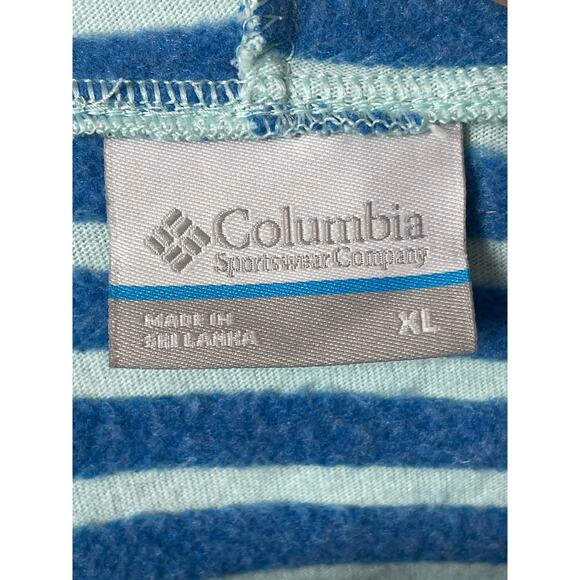 Columbia
Sportswear Company
MADE IN
SRI LANKA
XL